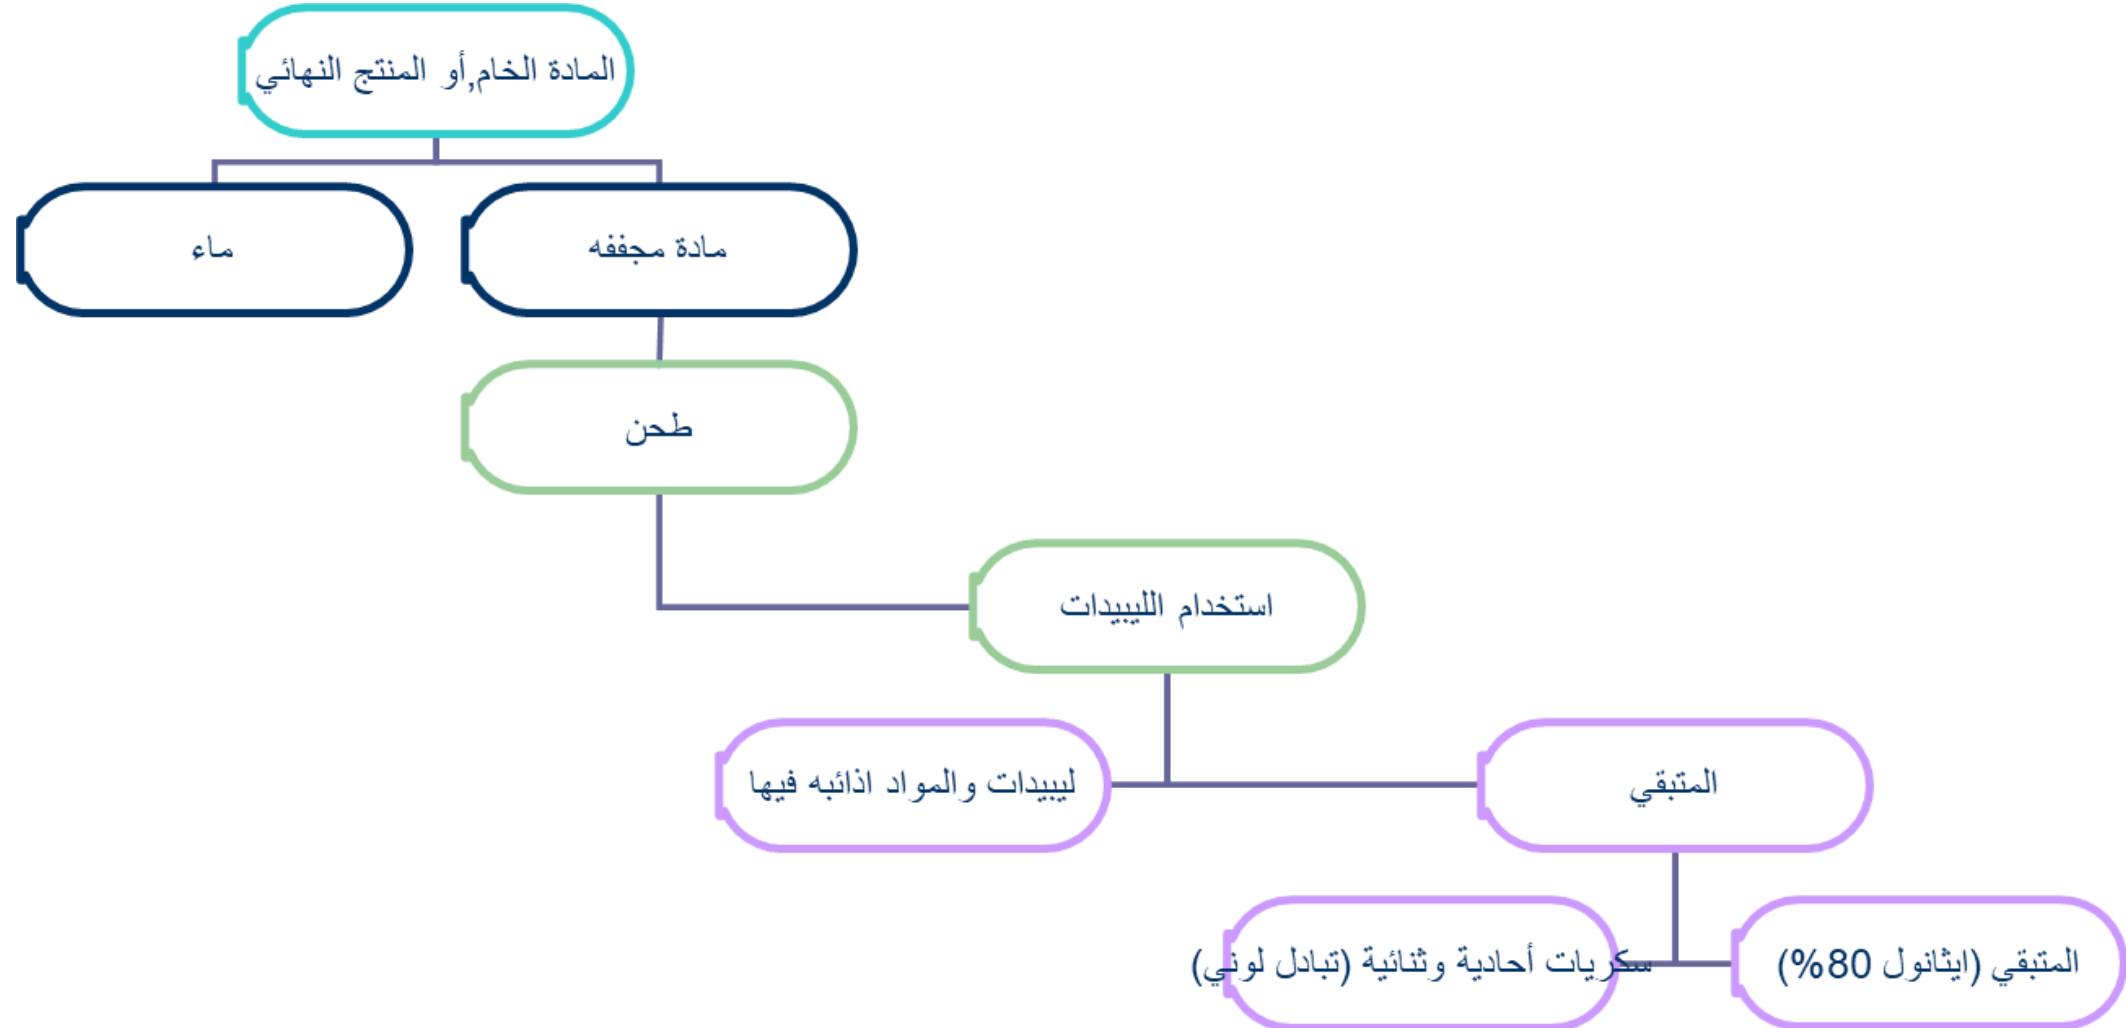 المادة الخام,أو المنتج النهائي
مادة مجففه
ماء
طحن
استخدام الليبيدات
المتبقي
ليبيدات والمواد اذائبه فيها
المتبقي (ايثانول 80%)
سكريات أحادية وثنائية (تبادل لوني)